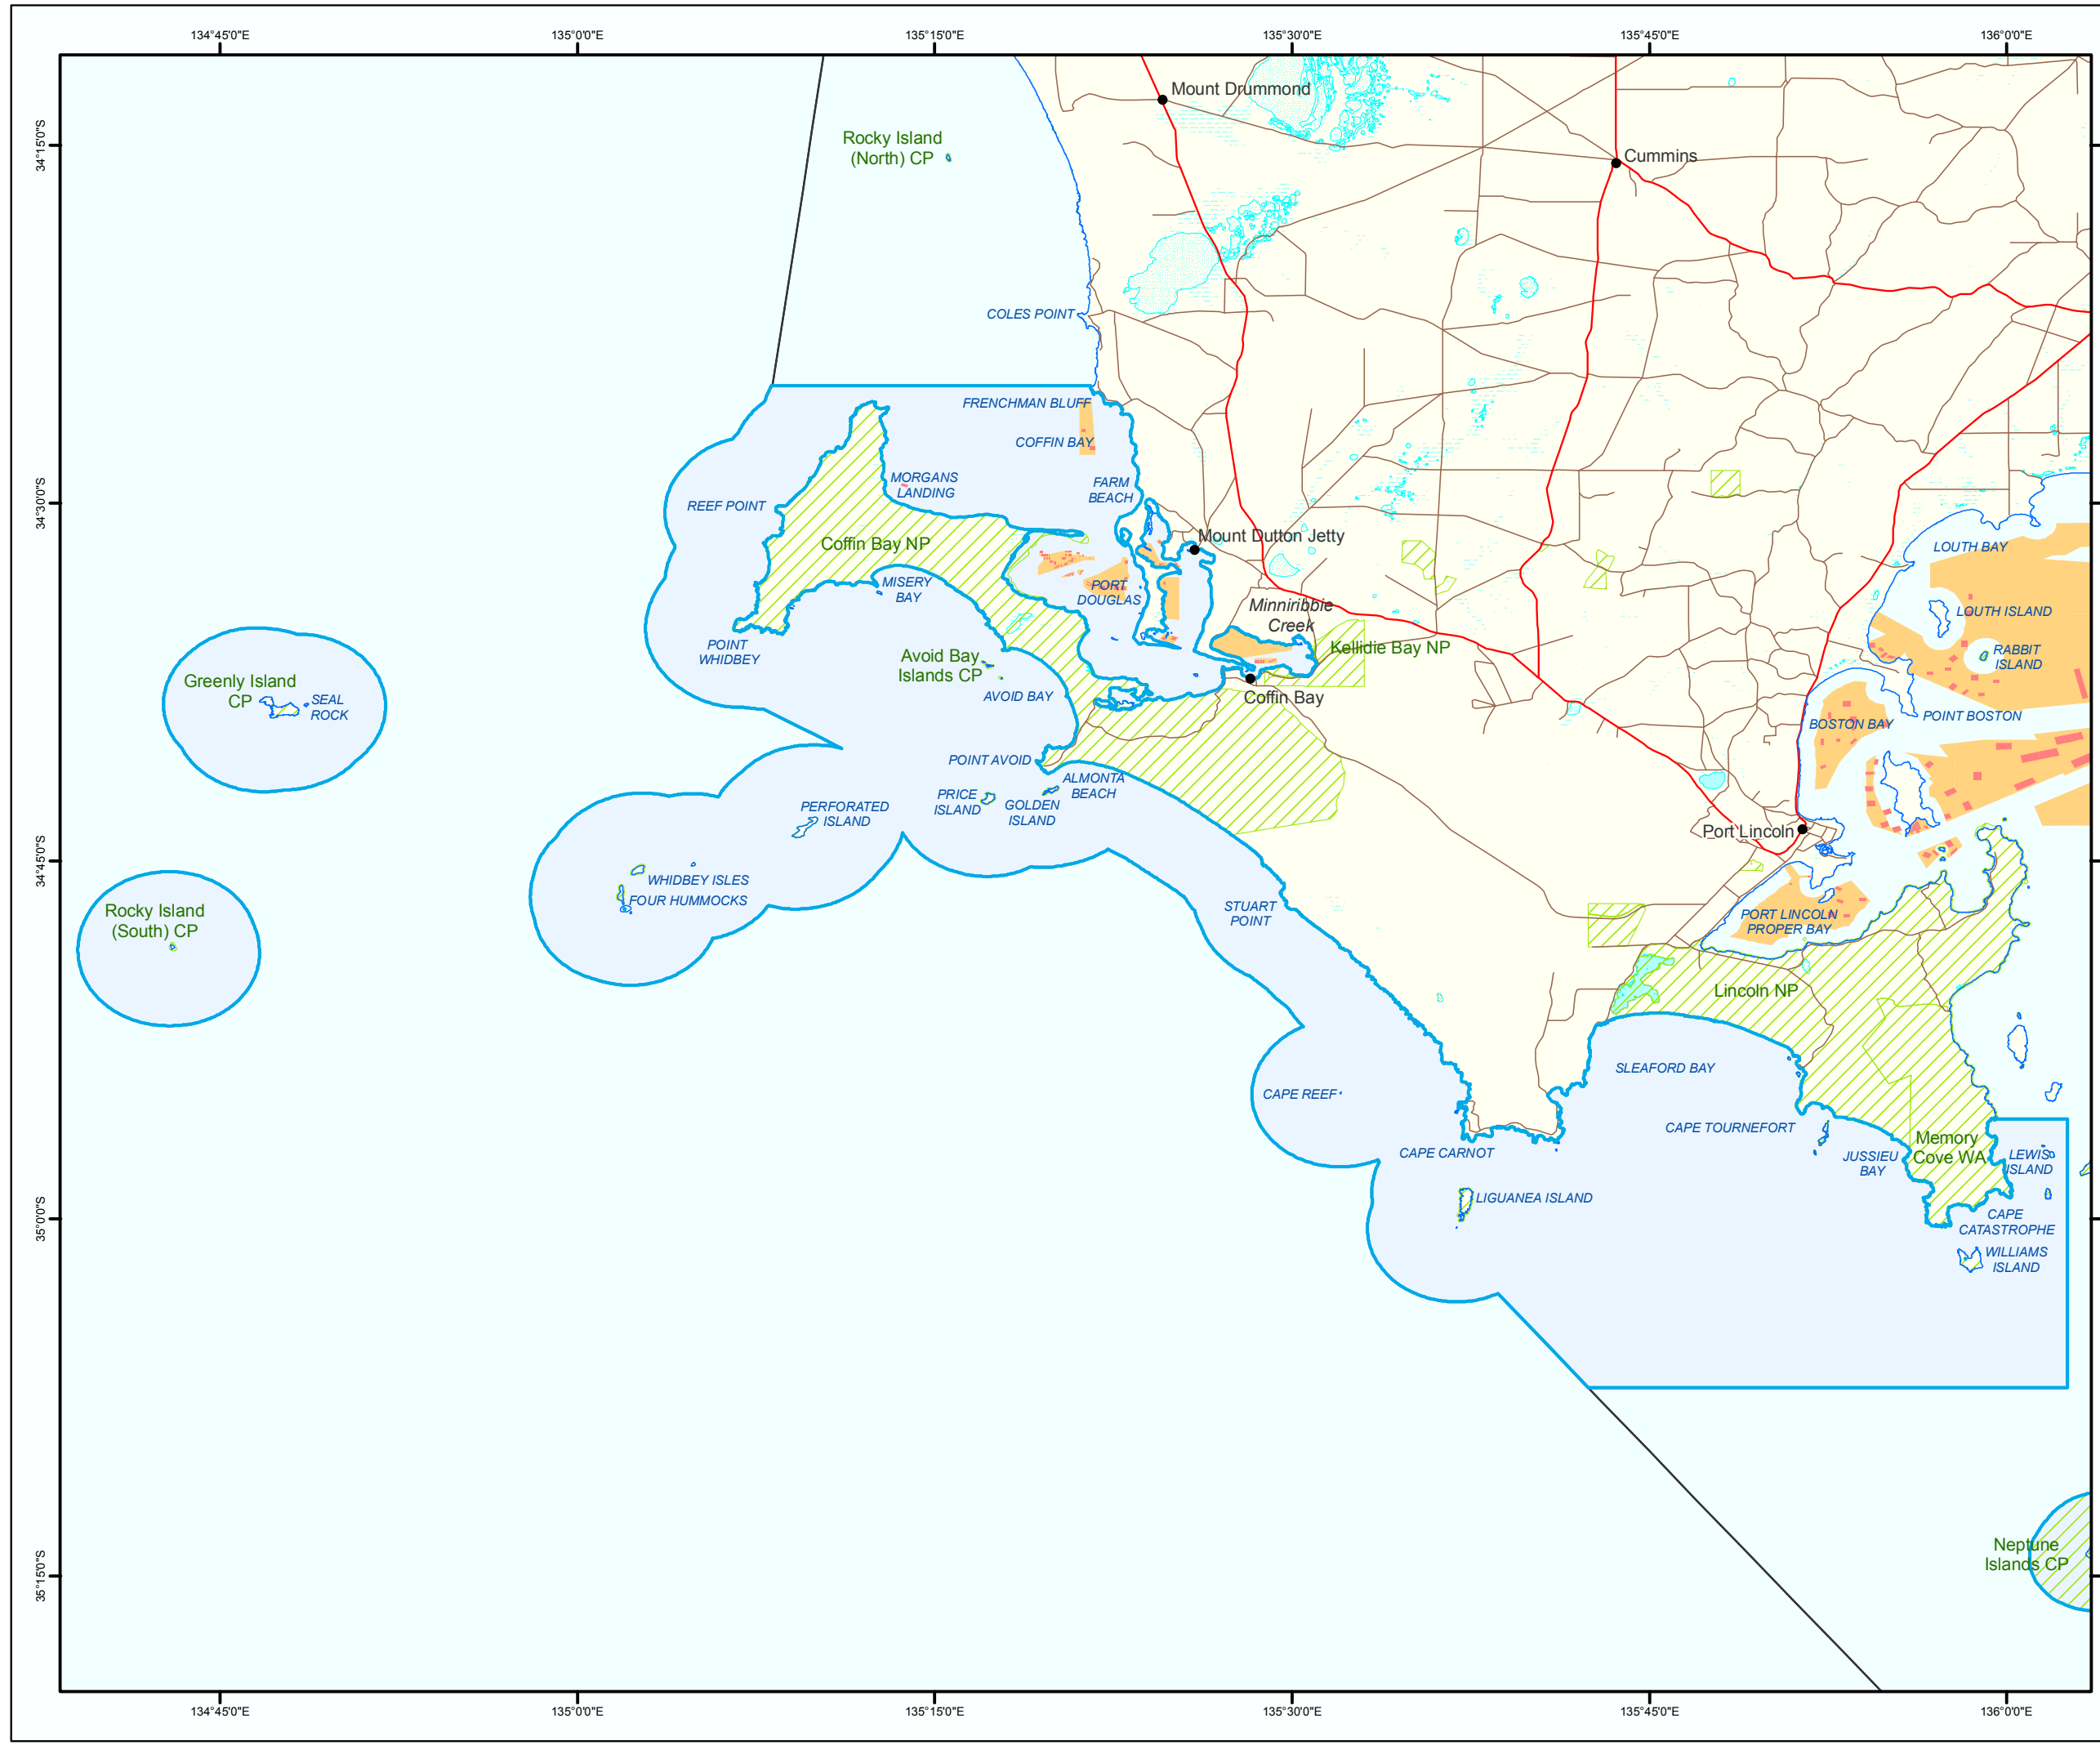 134°45'0"E
135°0'0"E
135°15'0"E
135°30'0"E
135°45'0"E
136°0'0"E
34°15'0"S
34°30'0"S
34°45'0"S
35°0'0"S
35°15'0"S
Mount Drummond
Rocky Island
(North) CP
Cummins
COLES POINT
FRENCHMAN BLUFF
COFFIN BAY
MORGANS
LANDING
FARM
BEACH
REEF POINT
Mount Dutton Jetty
Coffin Bay NP
LOUTH BAY
MISERY
BAY
PORT
DOUGLAS
Minniribbie
Creek
LOUTH ISLAND
POINT
WHIDBEY
Kellidie Bay NP
RABBIT
ISLAND
Avoid Bay
Islands CP
Greenly Island
CP
SEAL
ROCK
AVOID BAY
Coffin Bay
POINT BOSTON
BOSTON BAY
POINT AVOID
ALMONTA
BEACH
PRICE
ISLAND
GOLDEN
ISLAND
PERFORATED
ISLAND
Port Lincoln
WHIDBEY ISLES
FOUR HUMMOCKS
Rocky Island
(South) CP
STUART
POINT
PORT LINCOLN
PROPER BAY
Lincoln NP
SLEAFORD BAY
CAPE REEF
CAPE TOURNEFORT
Memory
Cove WA
CAPE CARNOT
JUSSIEU
BAY
LEWIS
ISLAND
LIGUANEA ISLAND
CAPE
CATASTROPHE
WILLIAMS
ISLAND
Neptune
Islands CP
134°45'0"E
135°0'0"E
135°15'0"E
135°30'0"E
135°45'0"E
136°0'0"E